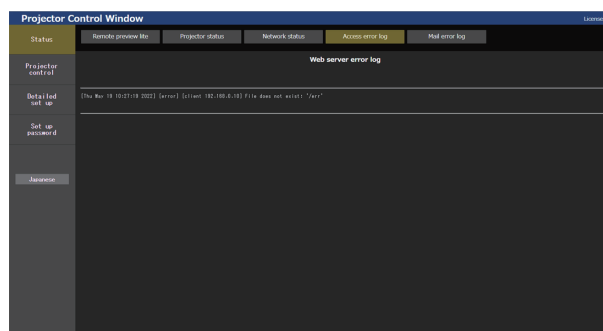 Projector Control Window
License
Status
Remote preview lite
Projector status
Network status
Access error log
Mail error log
Projector
control
Detailed
set up
Set up
password
Japanese
Web server error log
[Thu May 19 10:27:19 2022] [error] [client 192.168.0.10] File does not exist: '/err'